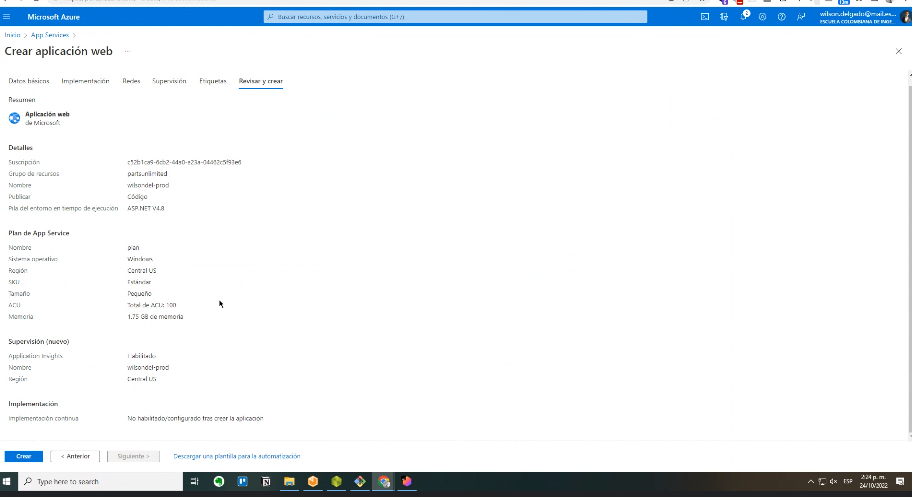 Microsoft Azure
Buscar recursos, servicios y documentos (G+/)
wilson.delgado@mail.es...
ESCUELA COLOMBIANA DE INGE...
Inicio > App Services >
Crear aplicación web ...
Datos básicos Implementación Redes Supervisión Etiquetas Revisar y crear
Resumen
Aplicación web
de Microsoft
Detalles
Suscripción c52b1ca9-6cb2-44a0-a23a-04462c5f93e6
Grupo de recursos partsunlimited
Nombre wilsondel-prod
Publicar Código
Pila del entorno en tiempo de ejecución ASP.NET V4.8
Plan de App Service
Nombre plan
Sistema operativo Windows
Región Central US
SKU Estándar
Tamaño Pequeño
ACU Total de ACU: 100
Memoria 1.75 GB de memoria
Supervisión (nuevo)
Application Insights Habilitado
Nombre wilsondel-prod
Región Central US
Implementación
Implementación continua No habilitado/configurado tras crear la aplicación
Crear < Anterior Siguiente > Descargar una plantilla para la automatización
Type here to search
ESP
2:24 p. m.
24/10/2022